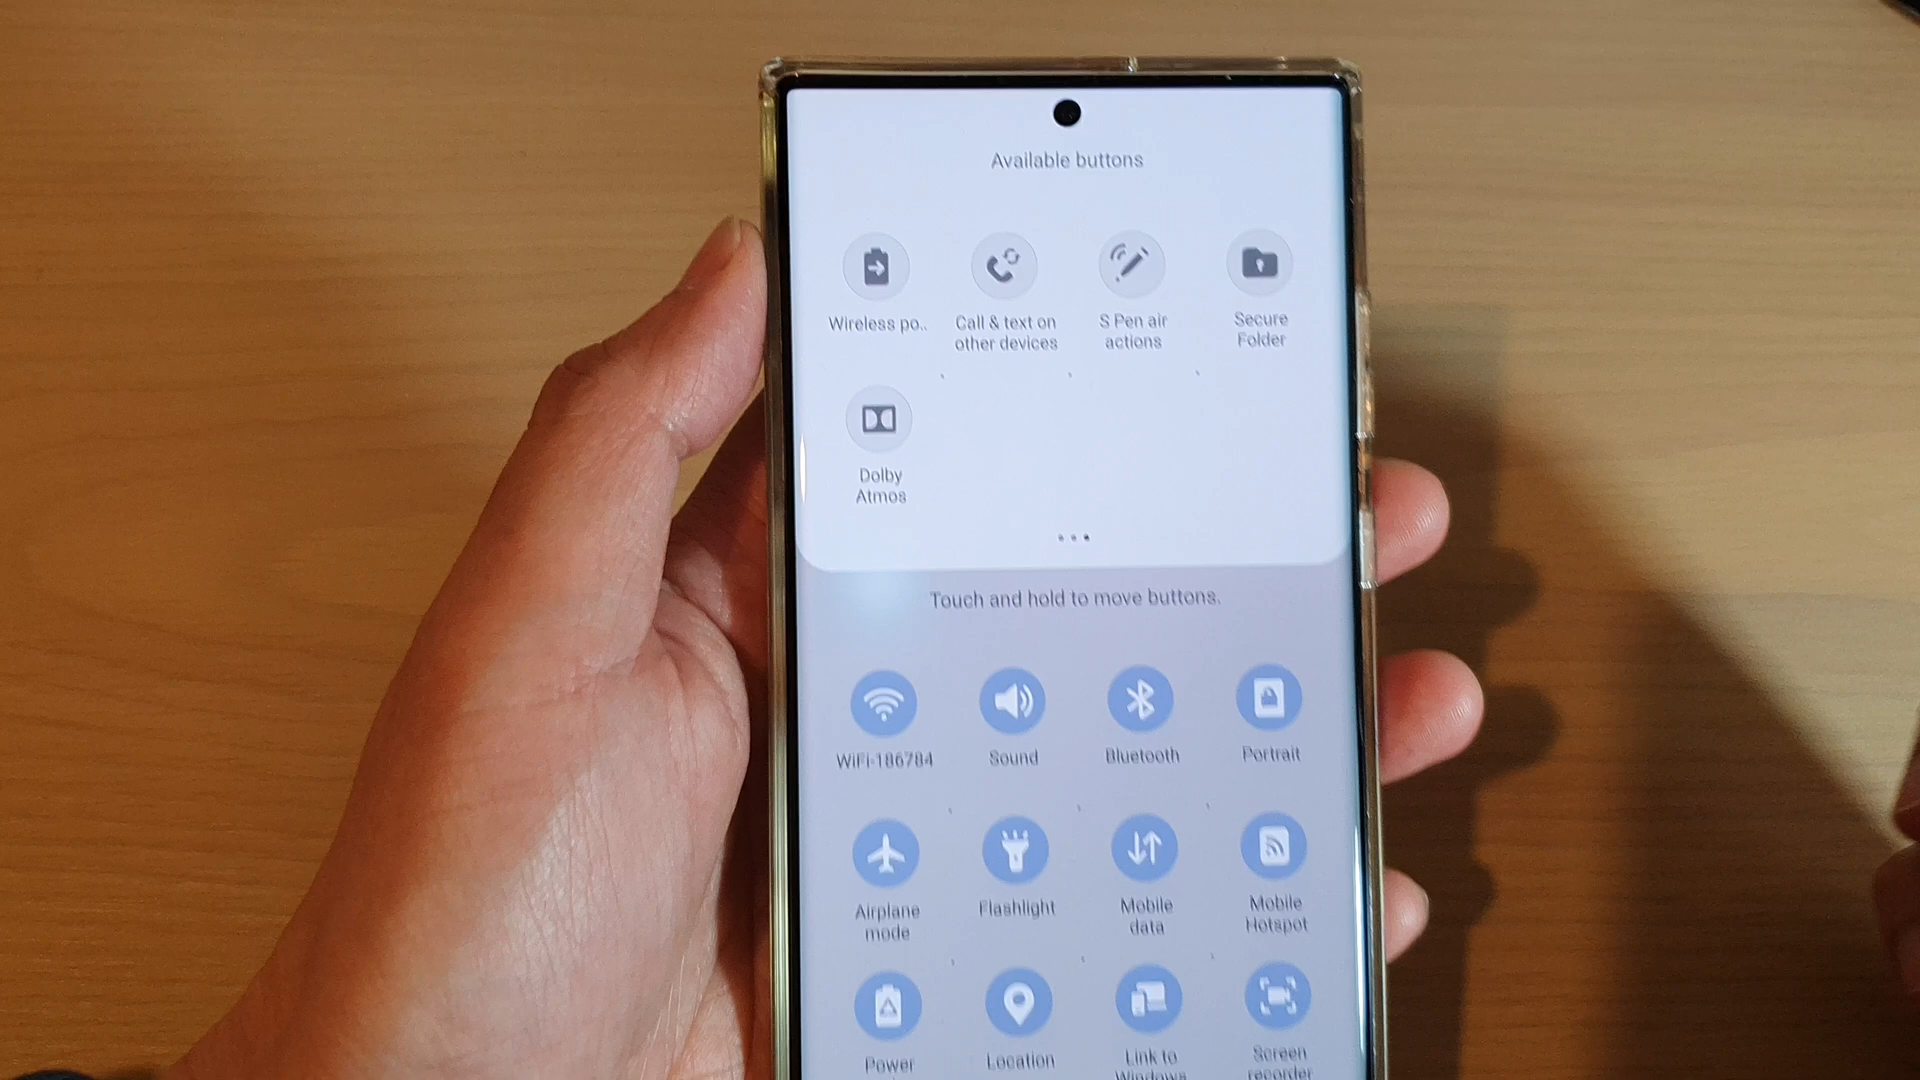 Available buttons
Wireless po..
Call & text on
other devices
S Pen air
actions
Secure
Folder
Dolby
Atmos
Touch and hold to move buttons.
WiFi-186784
Sound
Bluetooth
Portrait
Airplane
mode
Flashlight
Mobile
data
Mobile
Hotspot
Power
Location
Link to
Windows
Screen
recorder